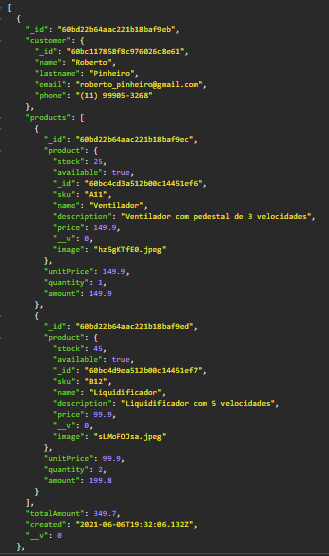 [
{
"_id": "60bd22b64aac221b18baf9eb",
"customer": {
"_id": "60bc117858f8c976026c8e61",
"name": "Roberto",
"lastname": "Pinheiro",
"email": "roberto_pinheiro@gmail.com",
"phone": "(11) 99905-3268"
},
"products": [
{
"_id": "60bd22b64aac221b18baf9ec",
"product": {
"stock": 25,
"available": true,
"_id": "60bc4cd3a512b00c14451ef6",
"sku": "A11",
"name": "Ventilador",
"description": "Ventilador com pedestal de 3 velocidades",
"price": 149.9,
"__v": 0,
"image": "hz5gKTfE0.jpeg"
},
"unitPrice": 149.9,
"quantity": 1,
"amount": 149.9
},
{
"_id": "60bd22b64aac221b18baf9ed",
"product": {
"stock": 45,
"available": true,
"_id": "60bc4d9ea512b00c14451ef7",
"sku": "B12",
"name": "Liquidificador",
"description": "Liquidificador com 5 velocidades",
"price": 99.9,
"__v": 0,
"image": "sLMoFOJsa.jpeg"
},
"unitPrice": 99.9,
"quantity": 2,
"amount": 199.8
}
],
"totalAmount": 349.7,
"created": "2021-06-06T19:32:06.132Z",
"__v": 0
},